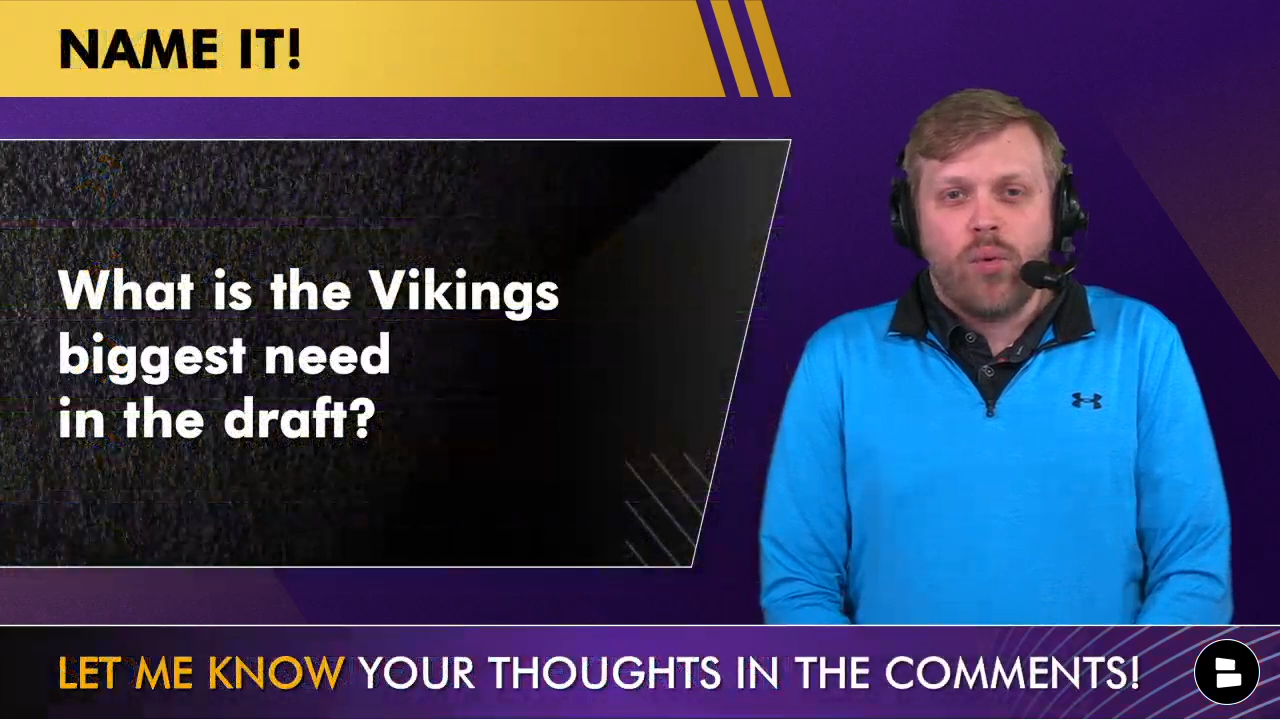 NAME IT!
What is the Vikings
biggest need
in the draft?
LET ME KNOW YOUR THOUGHTS IN THE COMMENTS!